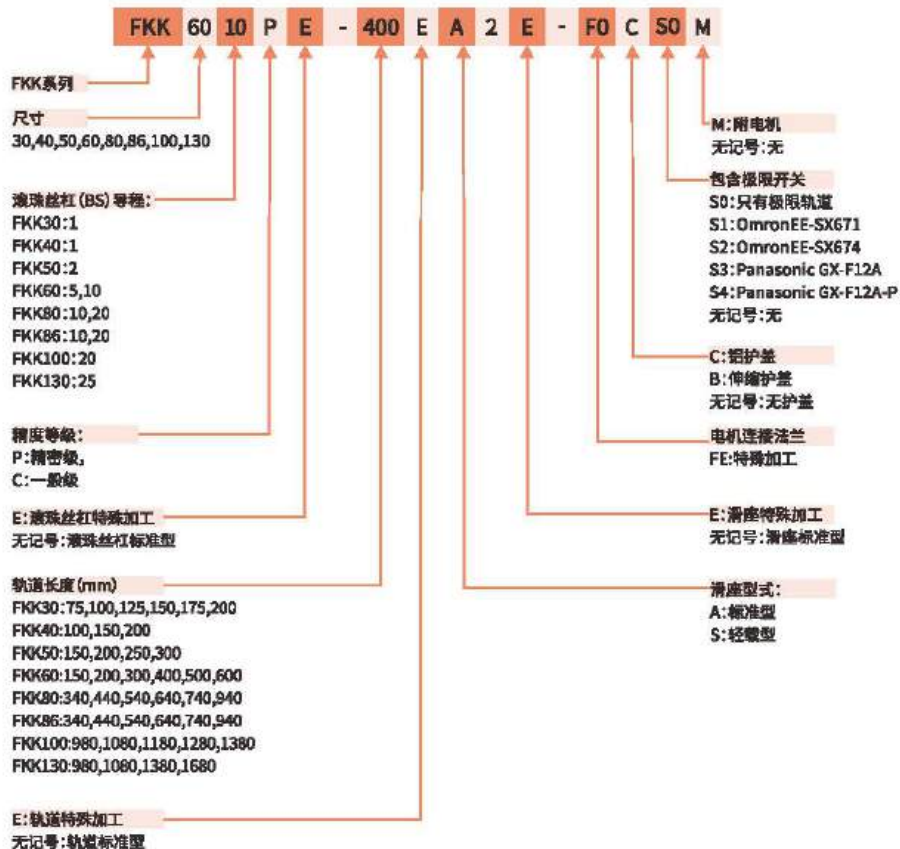 FKK 60 10 P E - 400 E A 2 E - F0 C S0 M
FKK系列
尺寸
30,40,50,60,80,86,100,130
滚珠丝杠(BS)导程:
FKK30:1
FKK40:1
FKK50:2
FKK60:5,10
FKK80:10,20
FKK86:10,20
FKK100:20
FKK130:25
精度等级:
P:精密级,
C:一般级
E:滚珠丝杠特殊加工
无记号:滚珠丝杠标准型
轨道长度(mm)
FKK30:75,100,125,150,175,200
FKK40:100,150,200
FKK50:150,200,250,300
FKK60:150,200,300,400,500,600
FKK80:340,440,540,640,740,940
FKK86:340,440,540,640,740,940
FKK100:980,1080,1180,1280,1380
FKK130:980,1080,1380,1680
E:轨道特殊加工
无记号:轨道标准型
M:附电机
无记号:无
包含极限开关
S0:只有极限轨道
S1:OmronEE-SX671
S2:OmronEE-SX674
S3:Panasonic GX-F12A
S4:Panasonic GX-F12A-P
无记号:无
C:铝护盖
B:伸缩护盖
无记号:无护盖
电机连接法兰
FE:特殊加工
E:滑座特殊加工
无记号:滑座标准型
滑座型式:
A:标准型
S:轻载型